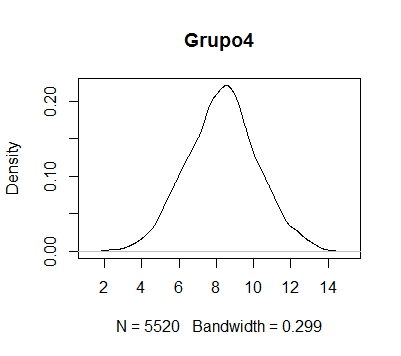 Grupo4
Density
0.00 0.10 0.20
2 4 6 8 10 12 14
N = 5520 Bandwidth = 0.299